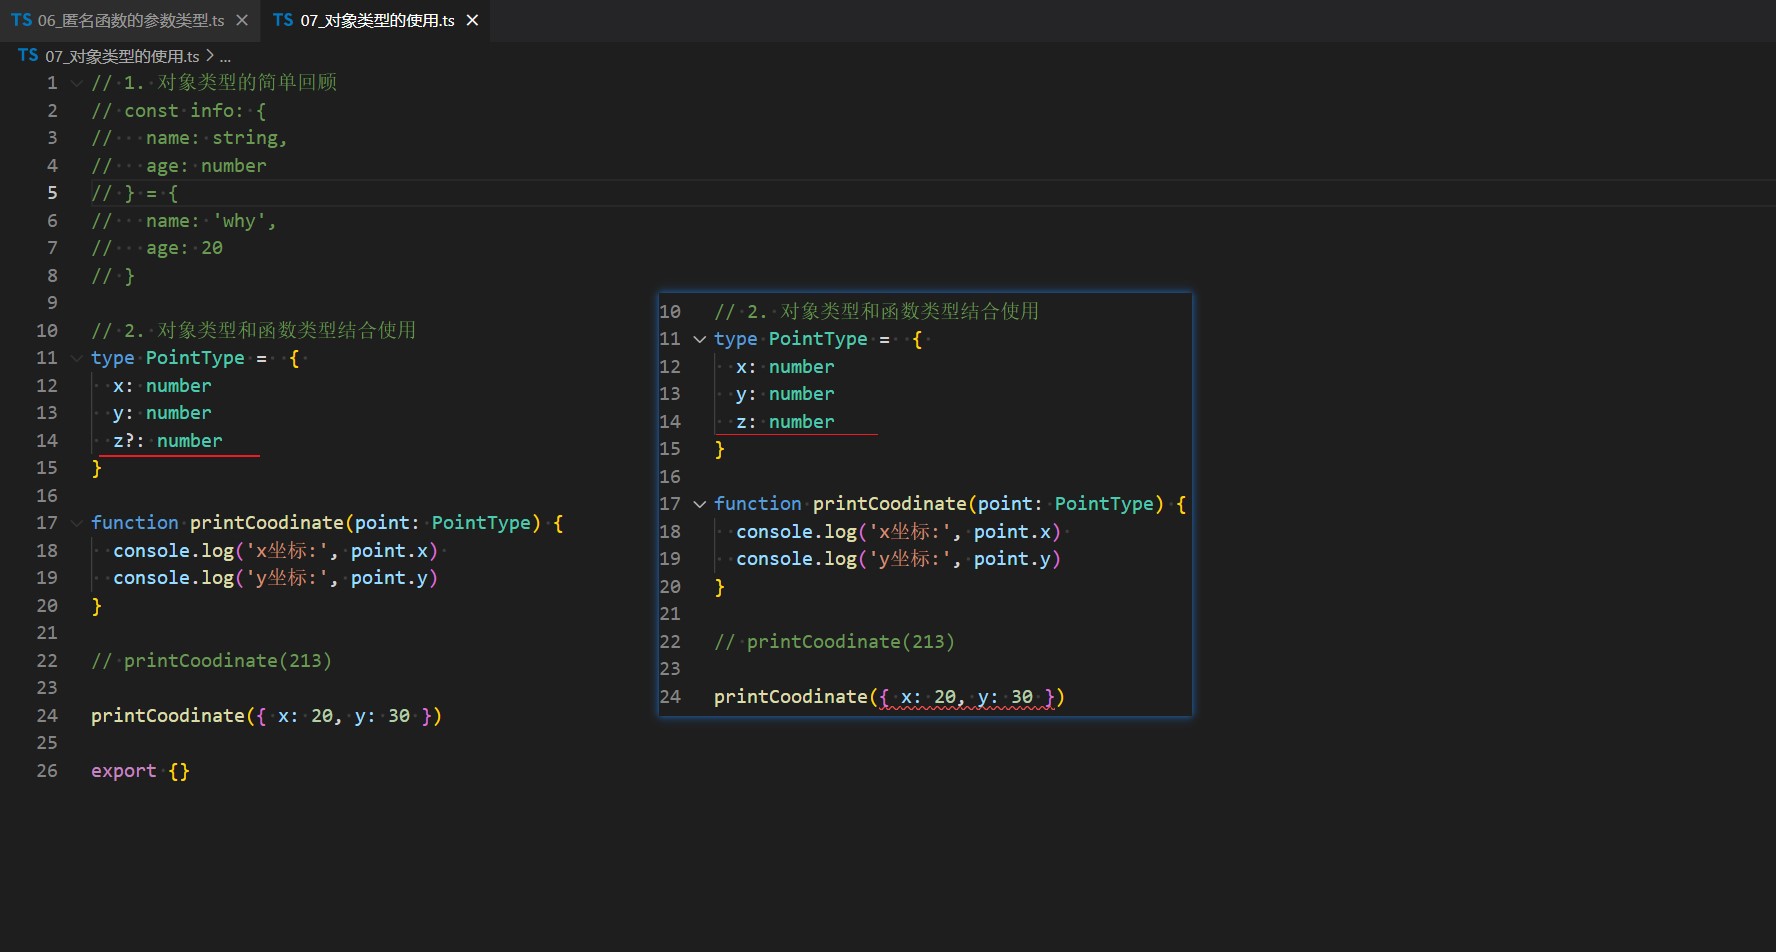 TS 06_匿名函数的参数类型.ts × TS 07_对象类型的使用.ts ×
TS 07_对象类型的使用.ts > ...
1 // 1. 对象类型的简单回顾
2 // const info: {
3 //   name: string,
4 //   age: number
5 // } = {
6 //   name: 'why',
7 //   age: 20
8 // }
9
10 // 2. 对象类型和函数类型结合使用
11 type PointType =  {
12   x: number
13   y: number
14   z?: number
15 }
16
17 function printCoodinate(point: PointType) {
18   console.log('x坐标:', point.x)
19   console.log('y坐标:', point.y)
20 }
21
22 // printCoodinate(213)
23
24 printCoodinate({ x: 20, y: 30 })
25
26 export {}
10 // 2. 对象类型和函数类型结合使用
11 type PointType =  {
12   x: number
13   y: number
14   z: number
15 }
16
17 function printCoodinate(point: PointType) {
18   console.log('x坐标:', point.x)
19   console.log('y坐标:', point.y)
20 }
21
22 // printCoodinate(213)
23
24 printCoodinate({ x: 20, y: 30 })